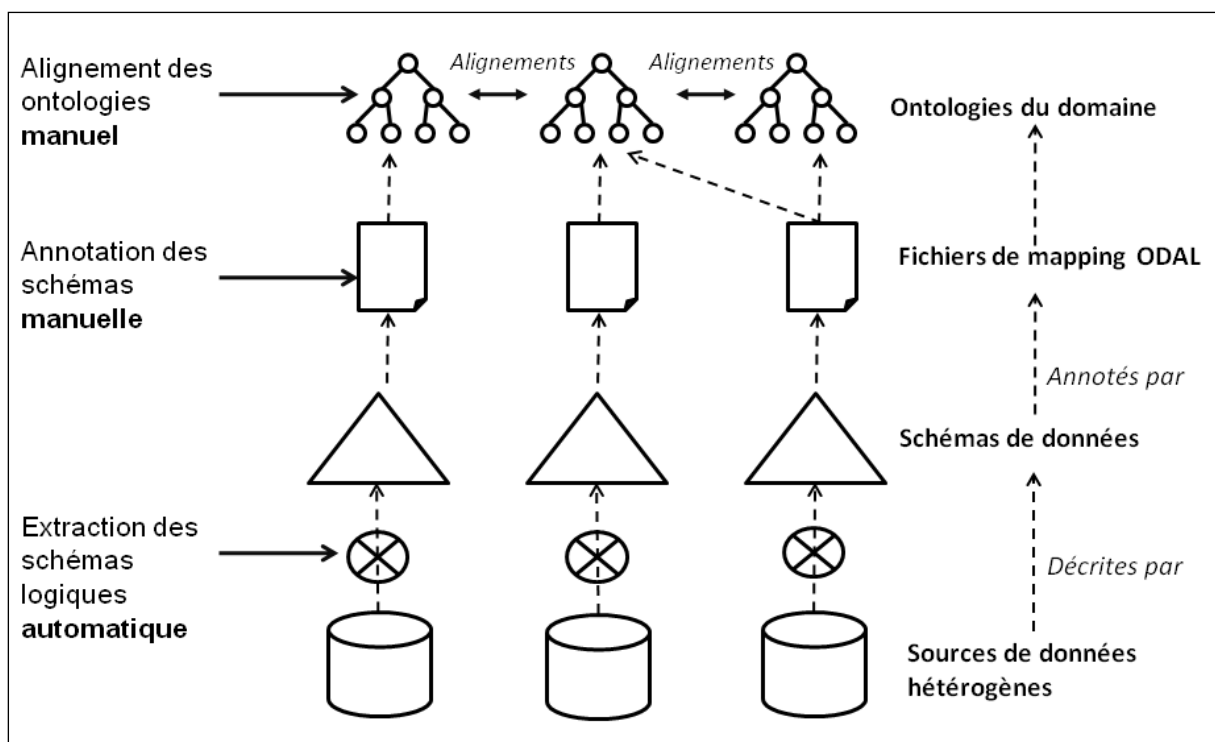 Alignement des
ontologies
manuel
Alignements
Alignements
Ontologies du domaine
Annotation des
schémas
manuelle
Fichiers de mapping ODAL
Annotés par
Schémas de données
Extraction des
schémas
logiques
automatique
Décrites par
Sources de données
hétérogènes